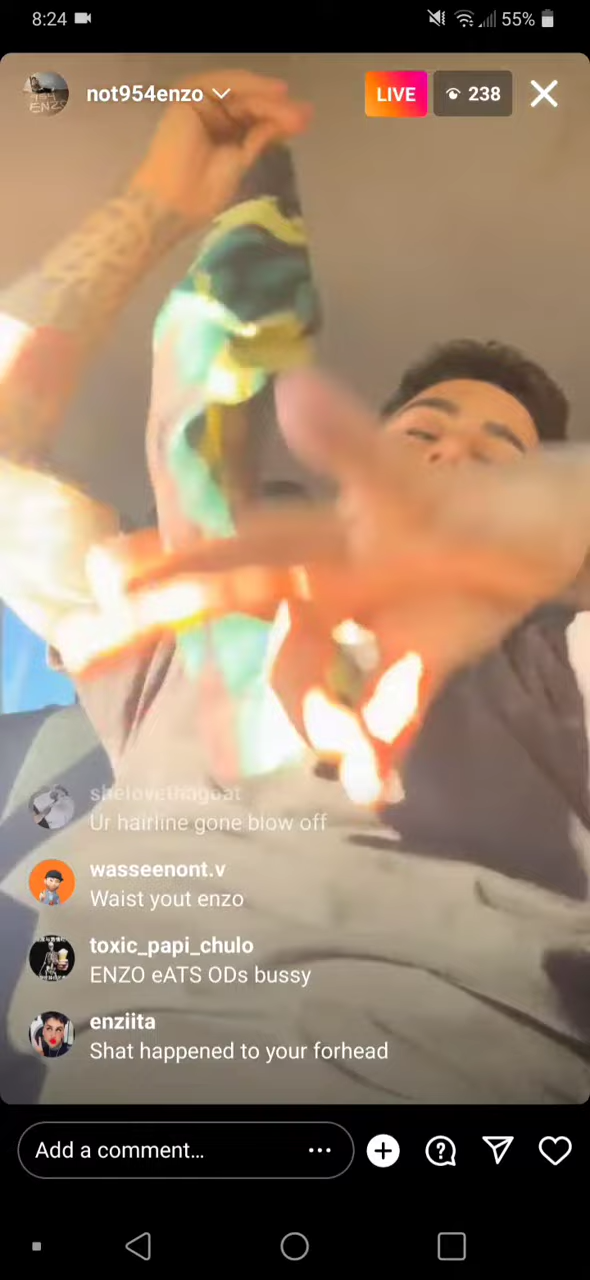 8:24
55%
not954enzo
LIVE
238
shelovethagoat
Ur hairline gone blow off
wasseenont.v
Waist yout enzo
toxic_papi_chulo
ENZO eATS ODs bussy
enziita
Shat happened to your forhead
Add a comment…